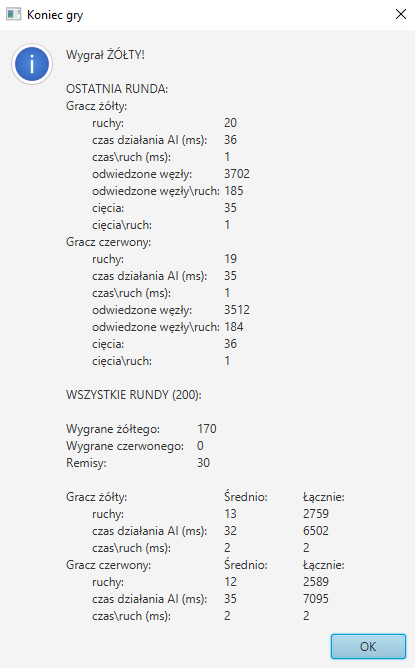 Koniec gry
Wygrał ŻÓŁTY!
OSTATNIA RUNDA:
Gracz żółty:
ruchy: 20
czas działania AI (ms): 36
czas\ruch (ms): 1
odwiedzone węzły: 3702
odwiedzone węzły\ruch: 185
cięcia: 35
cięcia\ruch: 1
Gracz czerwony:
ruchy: 19
czas działania AI (ms): 35
czas\ruch (ms): 1
odwiedzone węzły: 3512
odwiedzone węzły\ruch: 184
cięcia: 36
cięcia\ruch: 1
WSZYSTKIE RUNDY (200):
Wygrane żółtego: 170
Wygrane czerwonego: 0
Remisy: 30
Gracz żółty: Średnio: Łącznie:
ruchy: 13 2759
czas działania AI (ms): 32 6502
czas\ruch (ms): 2 2
Gracz czerwony: Średnio: Łącznie:
ruchy: 12 2589
czas działania AI (ms): 35 7095
czas\ruch (ms): 2 2
OK